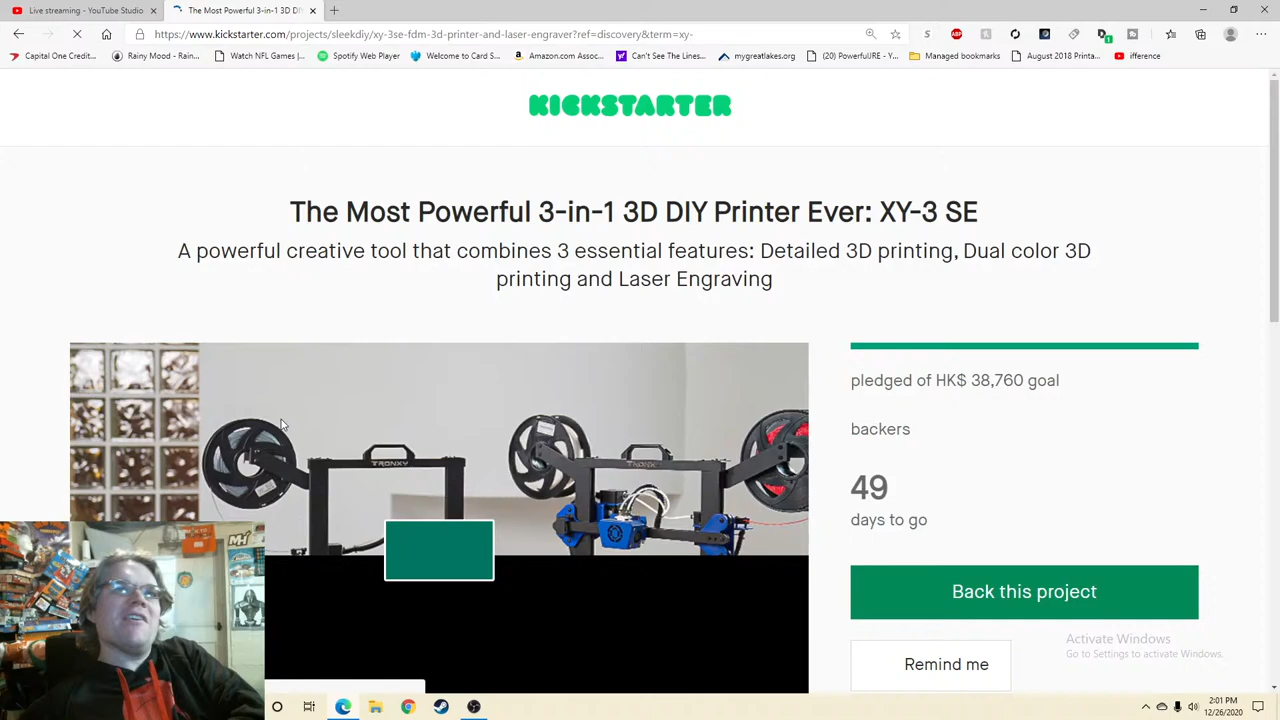 Live streaming - YouTube Studio
The Most Powerful 3-in-1 3D DI
https://www.kickstarter.com/projects/sleekdiy/xy-3se-fdm-3d-printer-and-laser-engraver?ref=discovery&term=xy-
Capital One Credit...
Rainy Mood - Rain...
Watch NFL Games |...
Spotify Web Player
Welcome to Card S...
Amazon.com Assoc...
Can't See The Lines...
mygreatlakes.org
(20) PowerfulJRE - Y...
Managed bookmarks
August 2018 Printa...
ifference
KICKSTARTER
The Most Powerful 3-in-1 3D DIY Printer Ever: XY-3 SE
A powerful creative tool that combines 3 essential features: Detailed 3D printing, Dual color 3D
printing and Laser Engraving
pledged of HK$ 38,760 goal
backers
49
days to go
TRONXY
TRONXY
Back this project
Activate Windows
Go to Settings to activate Windows.
Remind me
2:01 PM
12/26/2020